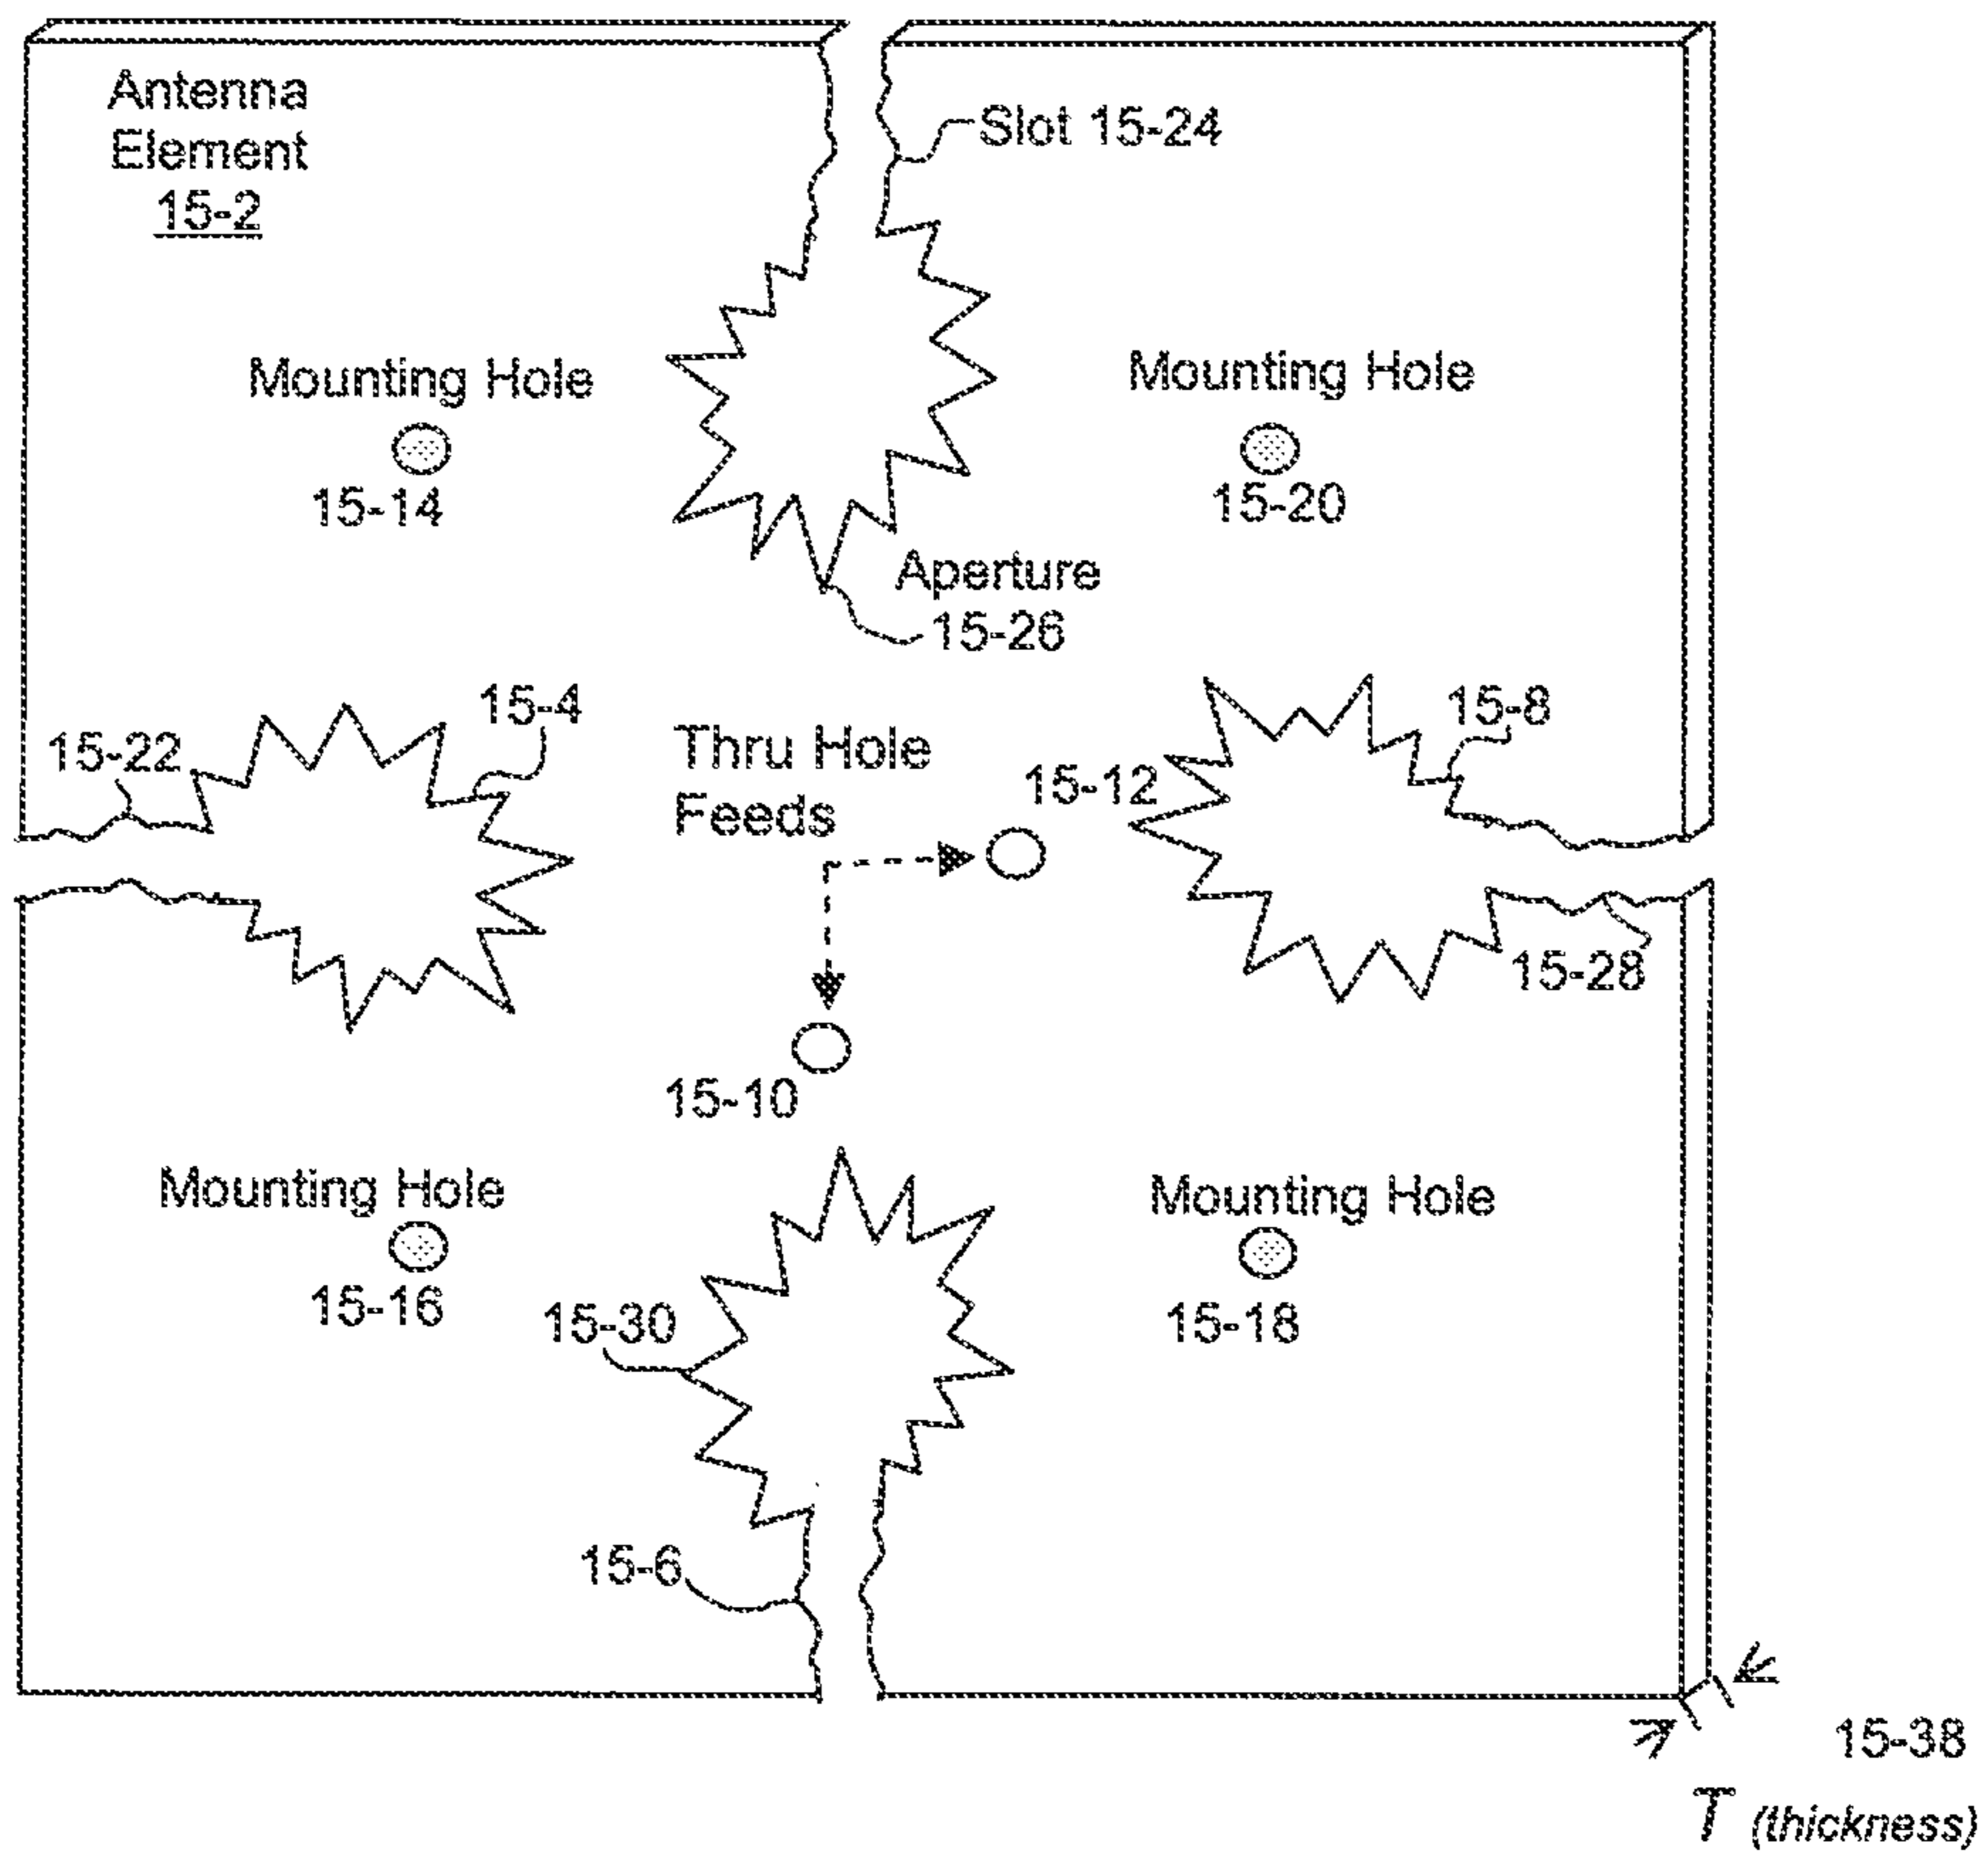 Antenna
Element
15-2
Slot 15-24
Mounting Hole
15-14
Mounting Hole
15-20
Aperture
15-26
15-22
15-4
Thru Hole
Feeds
15-12
15-8
15-28
15-10
Mounting Hole
15-16
Mounting Hole
15-18
15-30
15-6
15-38
T (thickness)